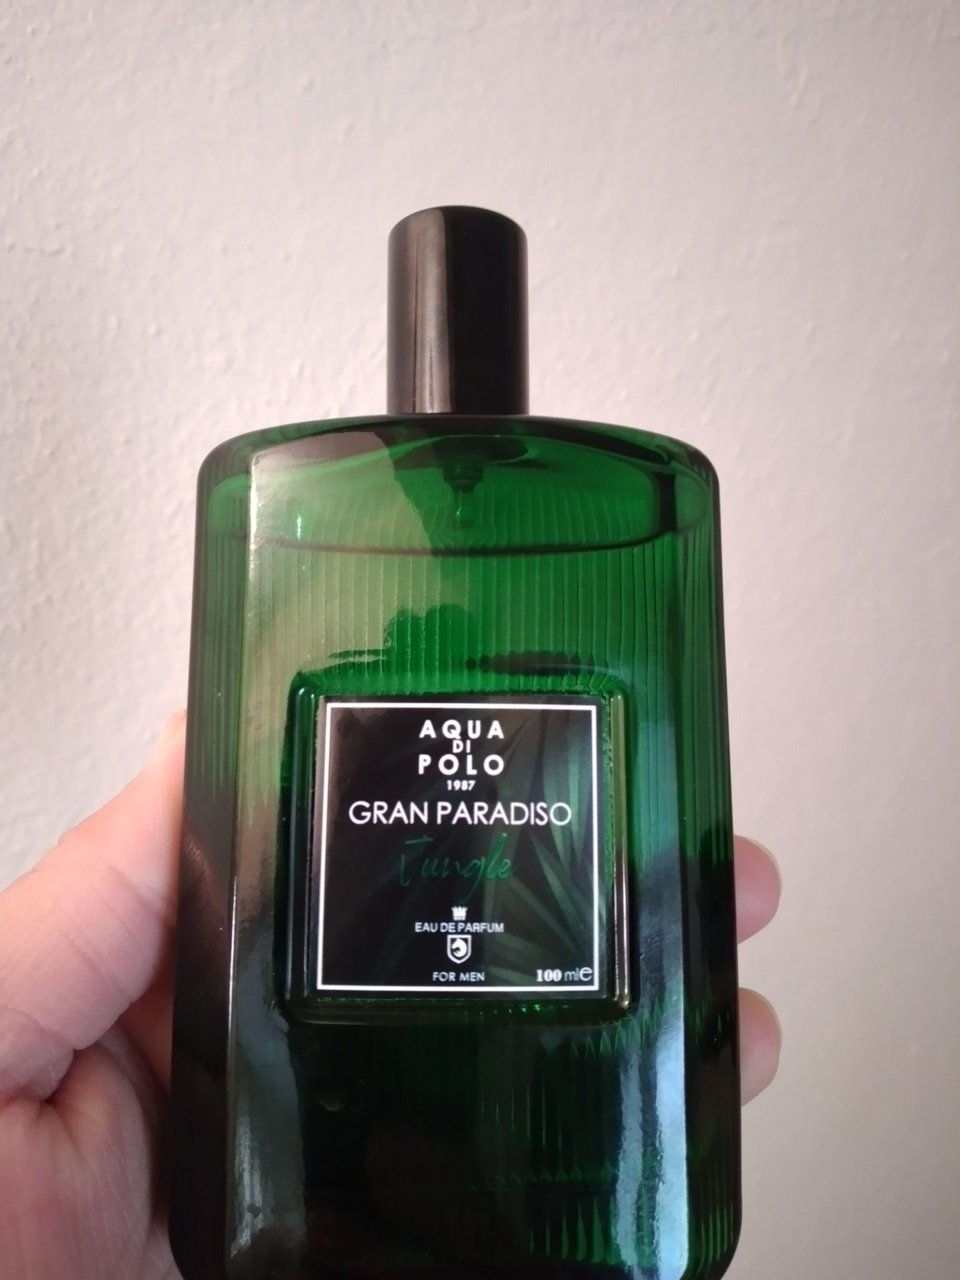 AQUA
DI
POLO
1987
GRAN PARADISO
Jungle
EAU DE PARFUM
FOR MEN
100 ml e